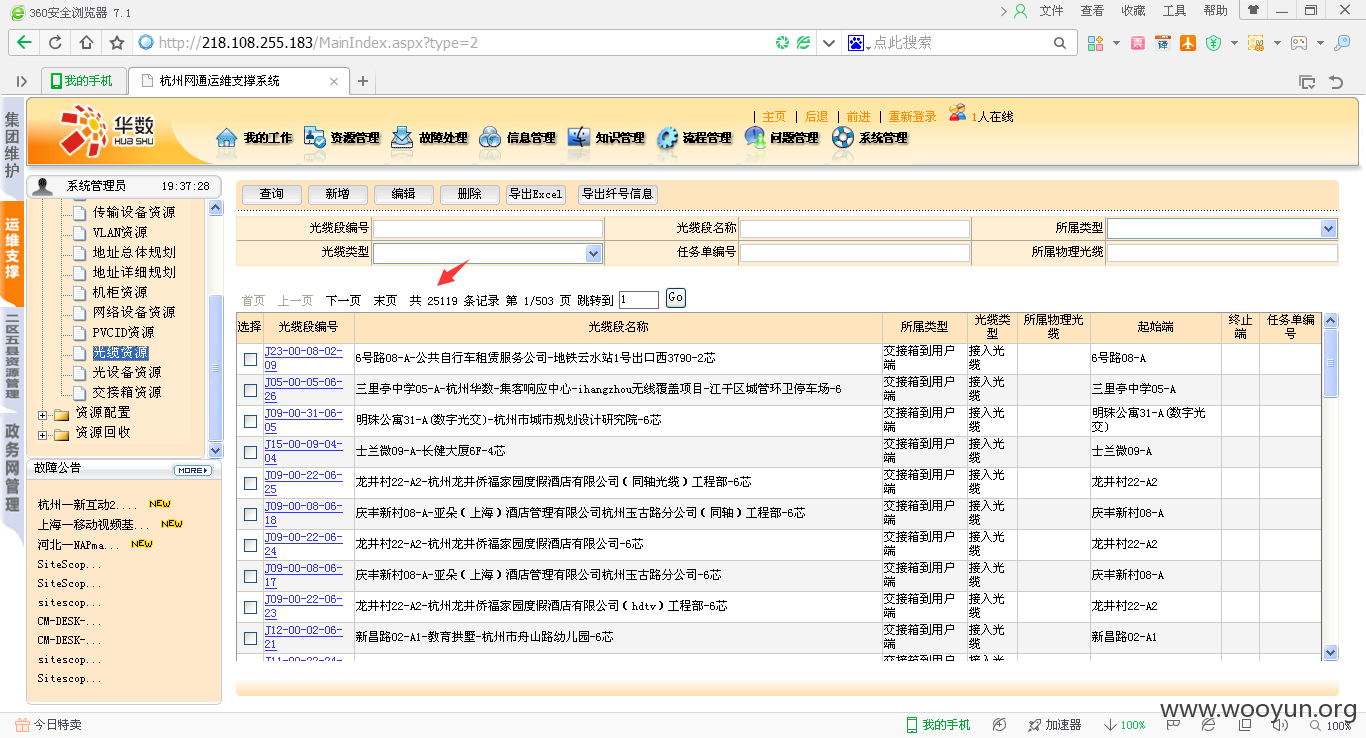 360安全浏览器 7.1
文件 查看 收藏 工具 帮助
http://218.108.255.183/MainIndex.aspx?type=2
点此搜索
我的手机
杭州网通运维支撑系统
集团维护
运维支撑
二区五县资源管理
政务网管理
华数
HUA SHU
| 主页 | 后退 | 前进 | 重新登录 1人在线
我的工作 资源管理 故障处理 信息管理 知识管理 流程管理 问题管理 系统管理
系统管理员 19:37:28
传输设备资源
VLAN资源
地址总体规划
地址详细规划
机柜资源
网络设备资源
PVCID资源
光缆资源
光设备资源
交接箱资源
资源配置
资源回收
故障公告 MORE
杭州一新互动2.... NEW
上海一移动视频基... NEW
河北一NAPma... NEW
SiteScop...
SiteScop...
sitescop...
CM-DESK-...
CM-DESK-...
sitescop...
Sitescop...
查询 新增 编辑 删除 导出Excel 导出纤号信息
光缆段编号 光缆段名称 所属类型
光缆类型 任务单编号 所属物理光缆
首页 上一页 下一页 末页 共 25119 条记录 第 1/503 页 跳转到 1 Go
选择 光缆段编号 光缆段名称 所属类型 光缆类型 所属物理光缆 起始端 终止端 任务单编号
J23-00-08-02-09 6号路08-A-公共自行车租赁服务公司-地铁云水站1号出口西3790-2芯 交接箱到用户端 接入光缆 6号路08-A
J05-00-05-06-26 三里亭中学05-A-杭州华数-集客响应中心-ihangzhou无线覆盖项目-江干区城管环卫停车场-6 交接箱到用户端 接入光缆 三里亭中学05-A
J09-00-31-06-05 明珠公寓31-A(数字光交)-杭州市城市规划设计研究院-6芯 交接箱到用户端 接入光缆 明珠公寓31-A(数字光交)
J15-00-09-04-04 士兰微09-A-长健大厦6F-4芯 交接箱到用户端 接入光缆 士兰微09-A
J09-00-22-06-25 龙井村22-A2-杭州龙井侨福家园度假酒店有限公司（同轴光缆）工程部-6芯 交接箱到用户端 接入光缆 龙井村22-A2
J09-00-08-06-18 庆丰新村08-A-亚朵（上海）酒店管理有限公司杭州玉古路分公司（同轴）工程部-6芯 交接箱到用户端 接入光缆 庆丰新村08-A
J09-00-22-06-24 龙井村22-A2-杭州龙井侨福家园度假酒店有限公司-6芯 交接箱到用户端 接入光缆 龙井村22-A2
J09-00-08-06-17 庆丰新村08-A-亚朵（上海）酒店管理有限公司杭州玉古路分公司-6芯 交接箱到用户端 接入光缆 庆丰新村08-A
J09-00-22-06-23 龙井村22-A2-杭州龙井侨福家园度假酒店有限公司（hdtv）工程部-6芯 交接箱到用户端 接入光缆 龙井村22-A2
J12-00-02-06-21 新昌路02-A1-教育拱墅-杭州市舟山路幼儿园-6芯 交接箱到用户端 接入光缆 新昌路02-A1
今日特卖
我的手机 加速器 100% 100%
www.wooyun.org